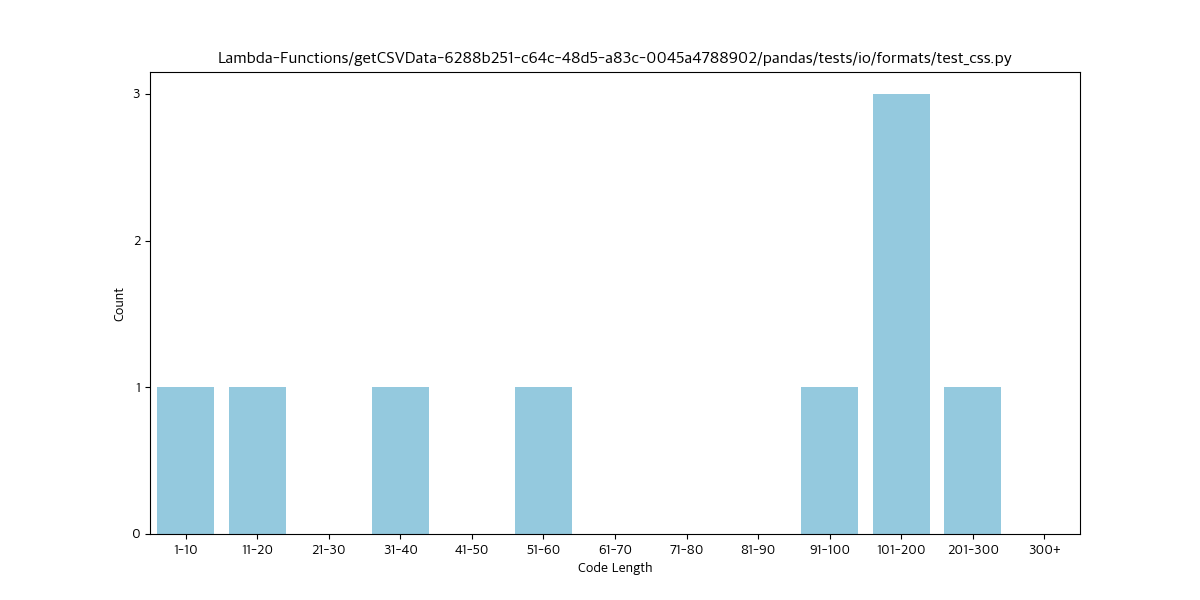 Lambda-Functions/getCSVData-6288b251-c64c-48d5-a83c-0045a4788902/pandas/tests/io/formats/test_css.py
3
2
1
0
Count
1-10 11-20 21-30 31-40 41-50 51-60 61-70 71-80 81-90 91-100 101-200 201-300 300+
Code Length